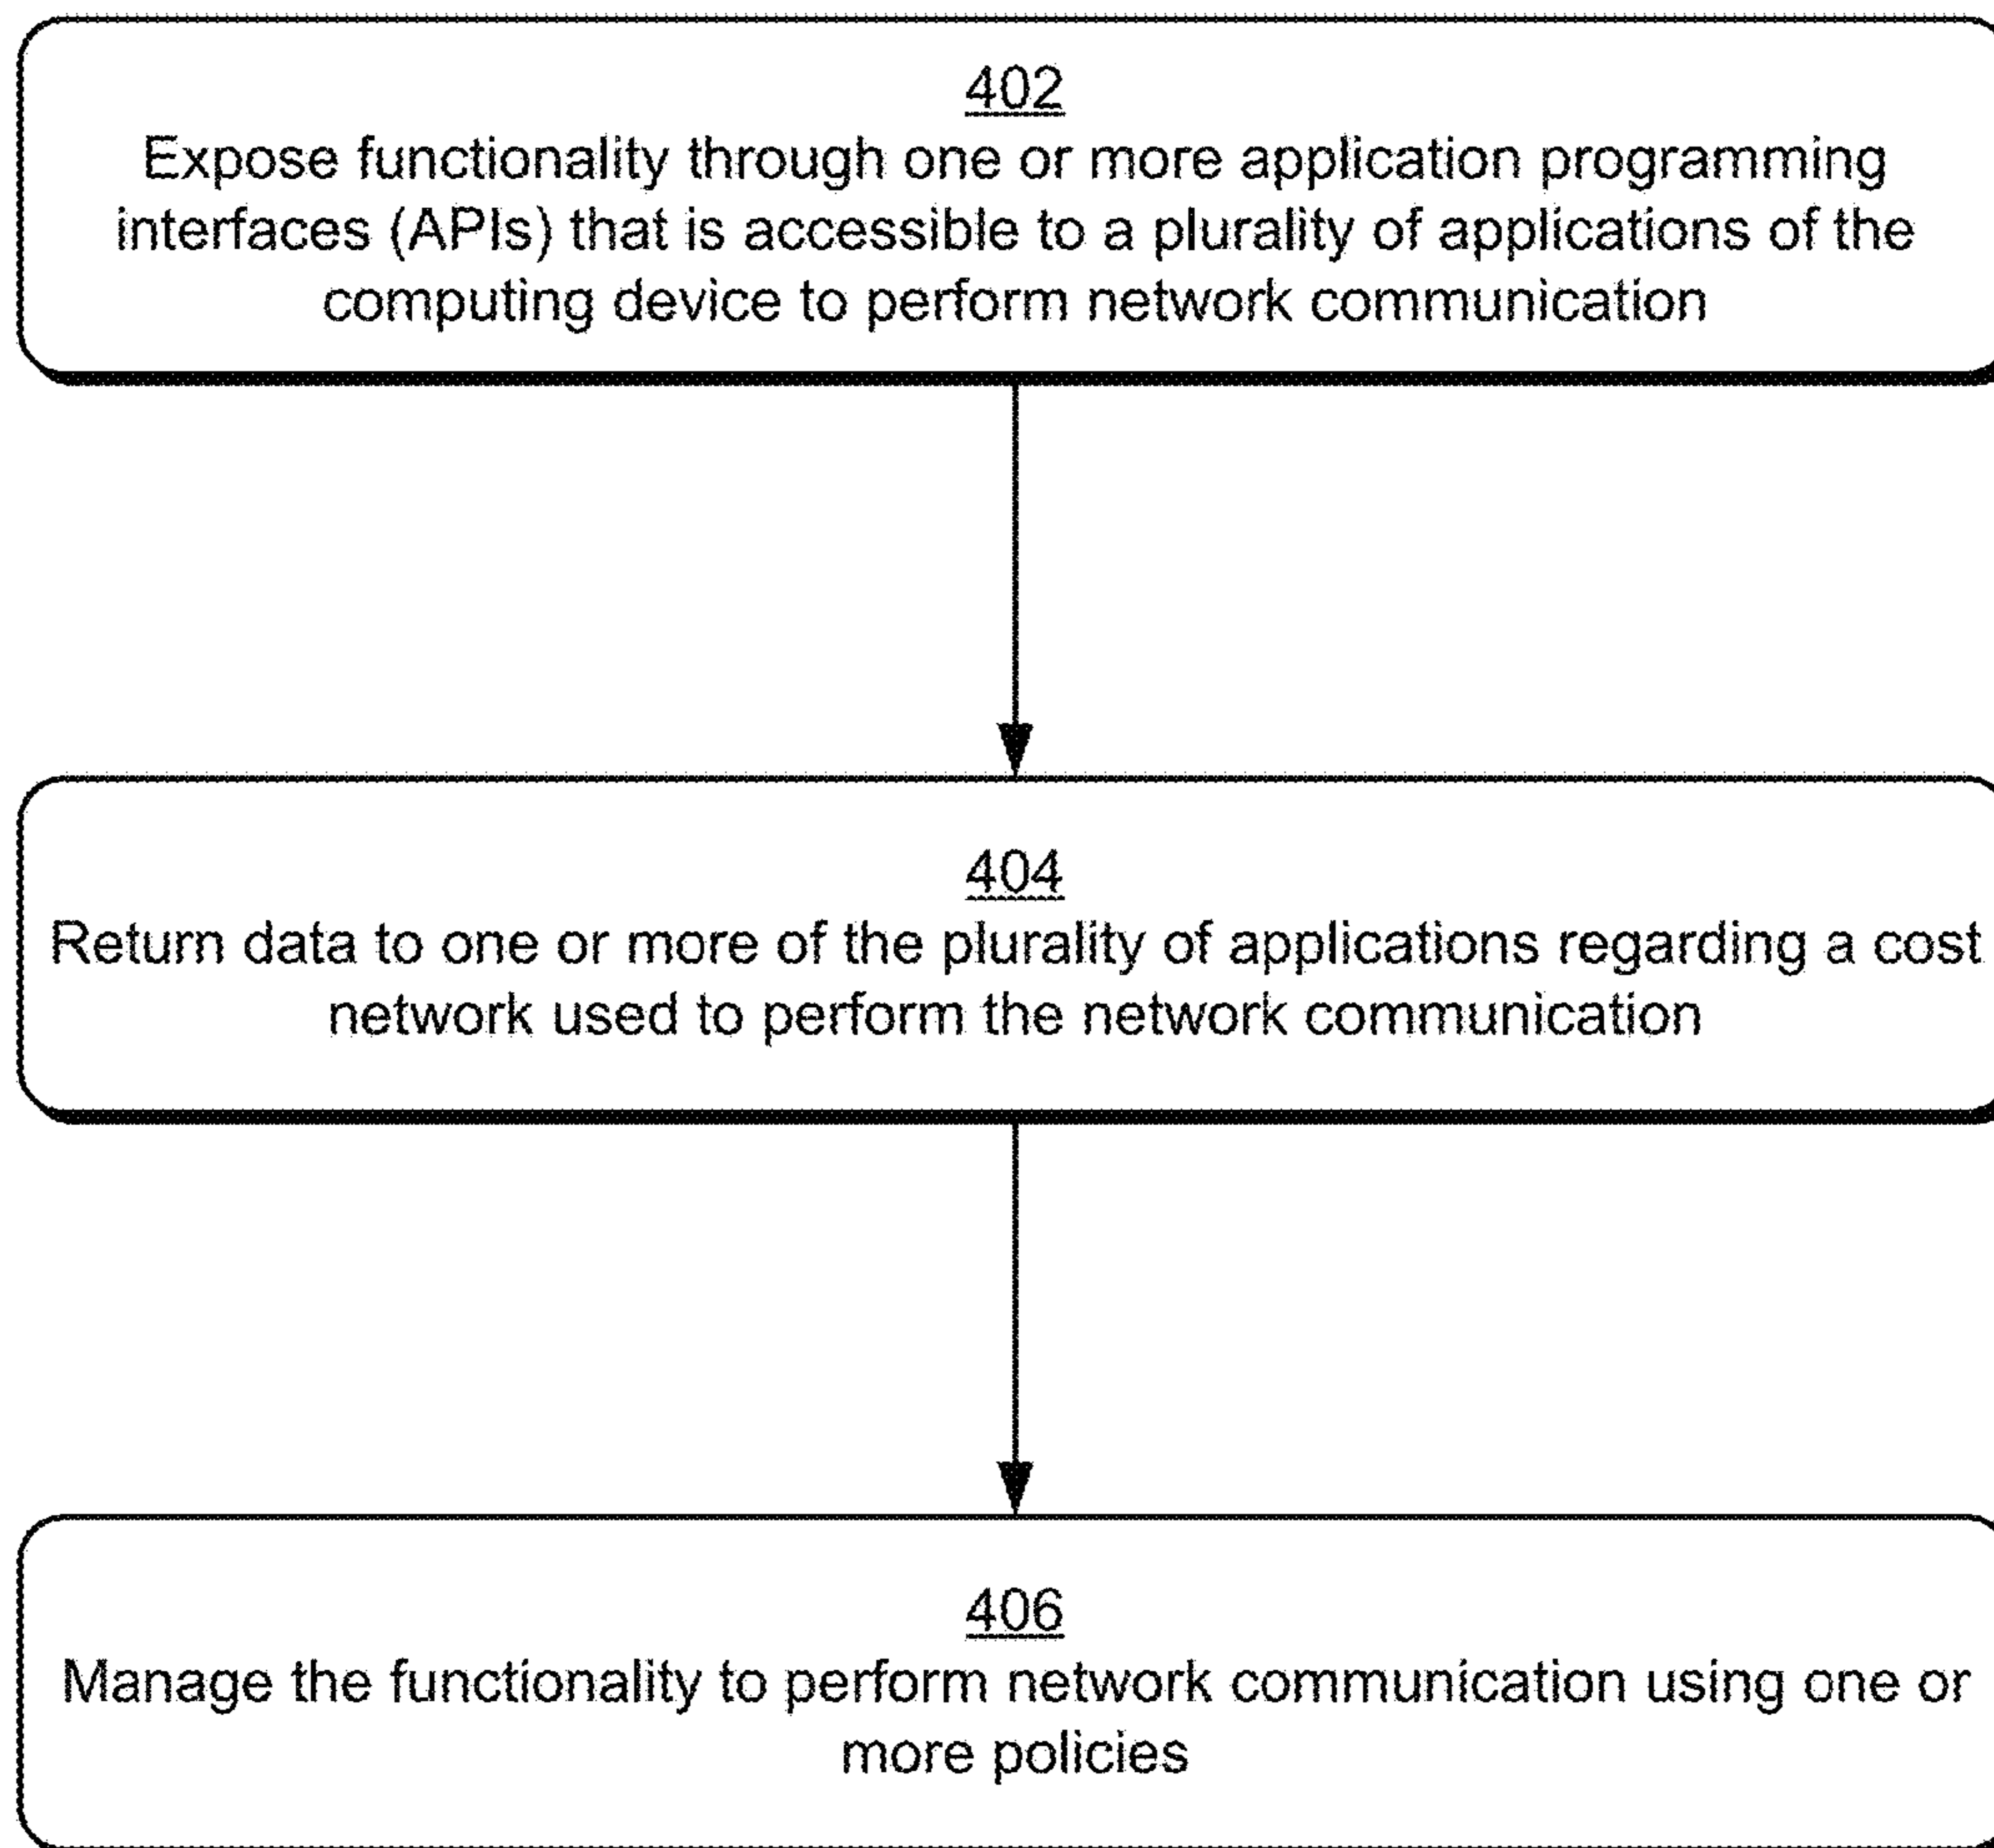 402
Expose functionality through one or more application programming
interfaces (APIs) that is accessible to a plurality of applications of the
computing device to perform network communication
404
Return data to one or more of the plurality of applications regarding a cost
network used to perform the network communication
406
Manage the functionality to perform network communication using one or
more policies